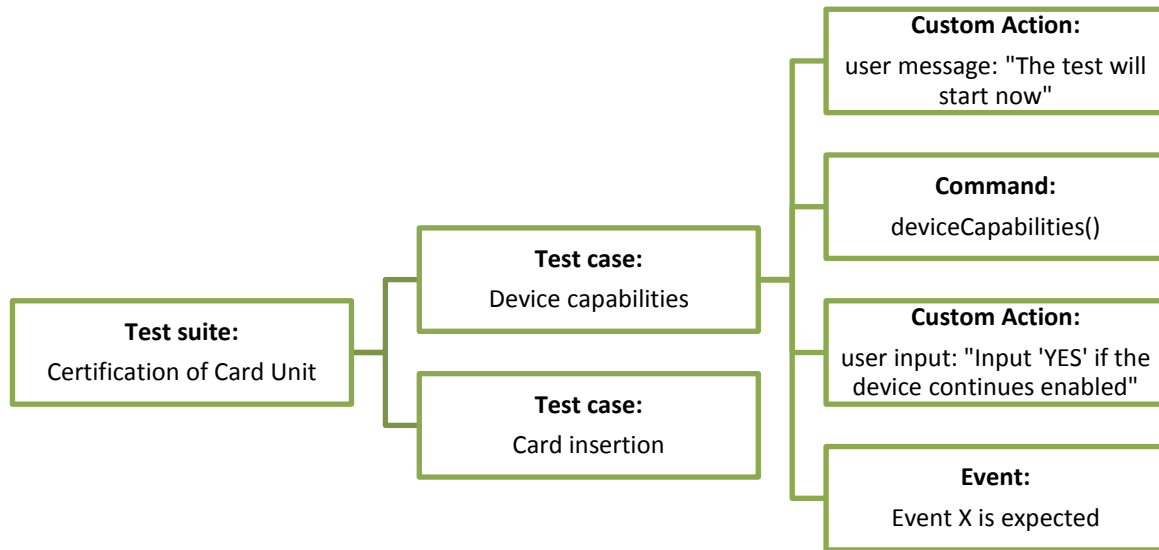 Test suite:
Certification of Card Unit
Test case:
Device capabilities
Test case:
Card insertion
Custom Action:
user message: "The test will
start now"
Command:
deviceCapabilities()
Custom Action:
user input: "Input 'YES' if the
device continues enabled"
Event:
Event X is expected